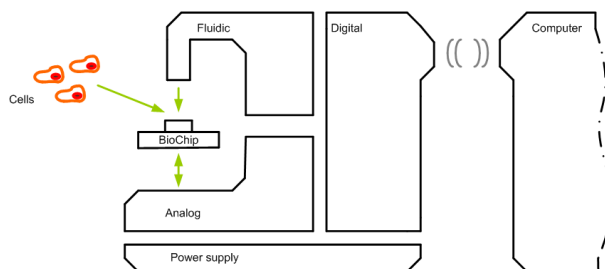 Fluidic
Digital
Computer
Cells
BioChip
Analog
Power supply